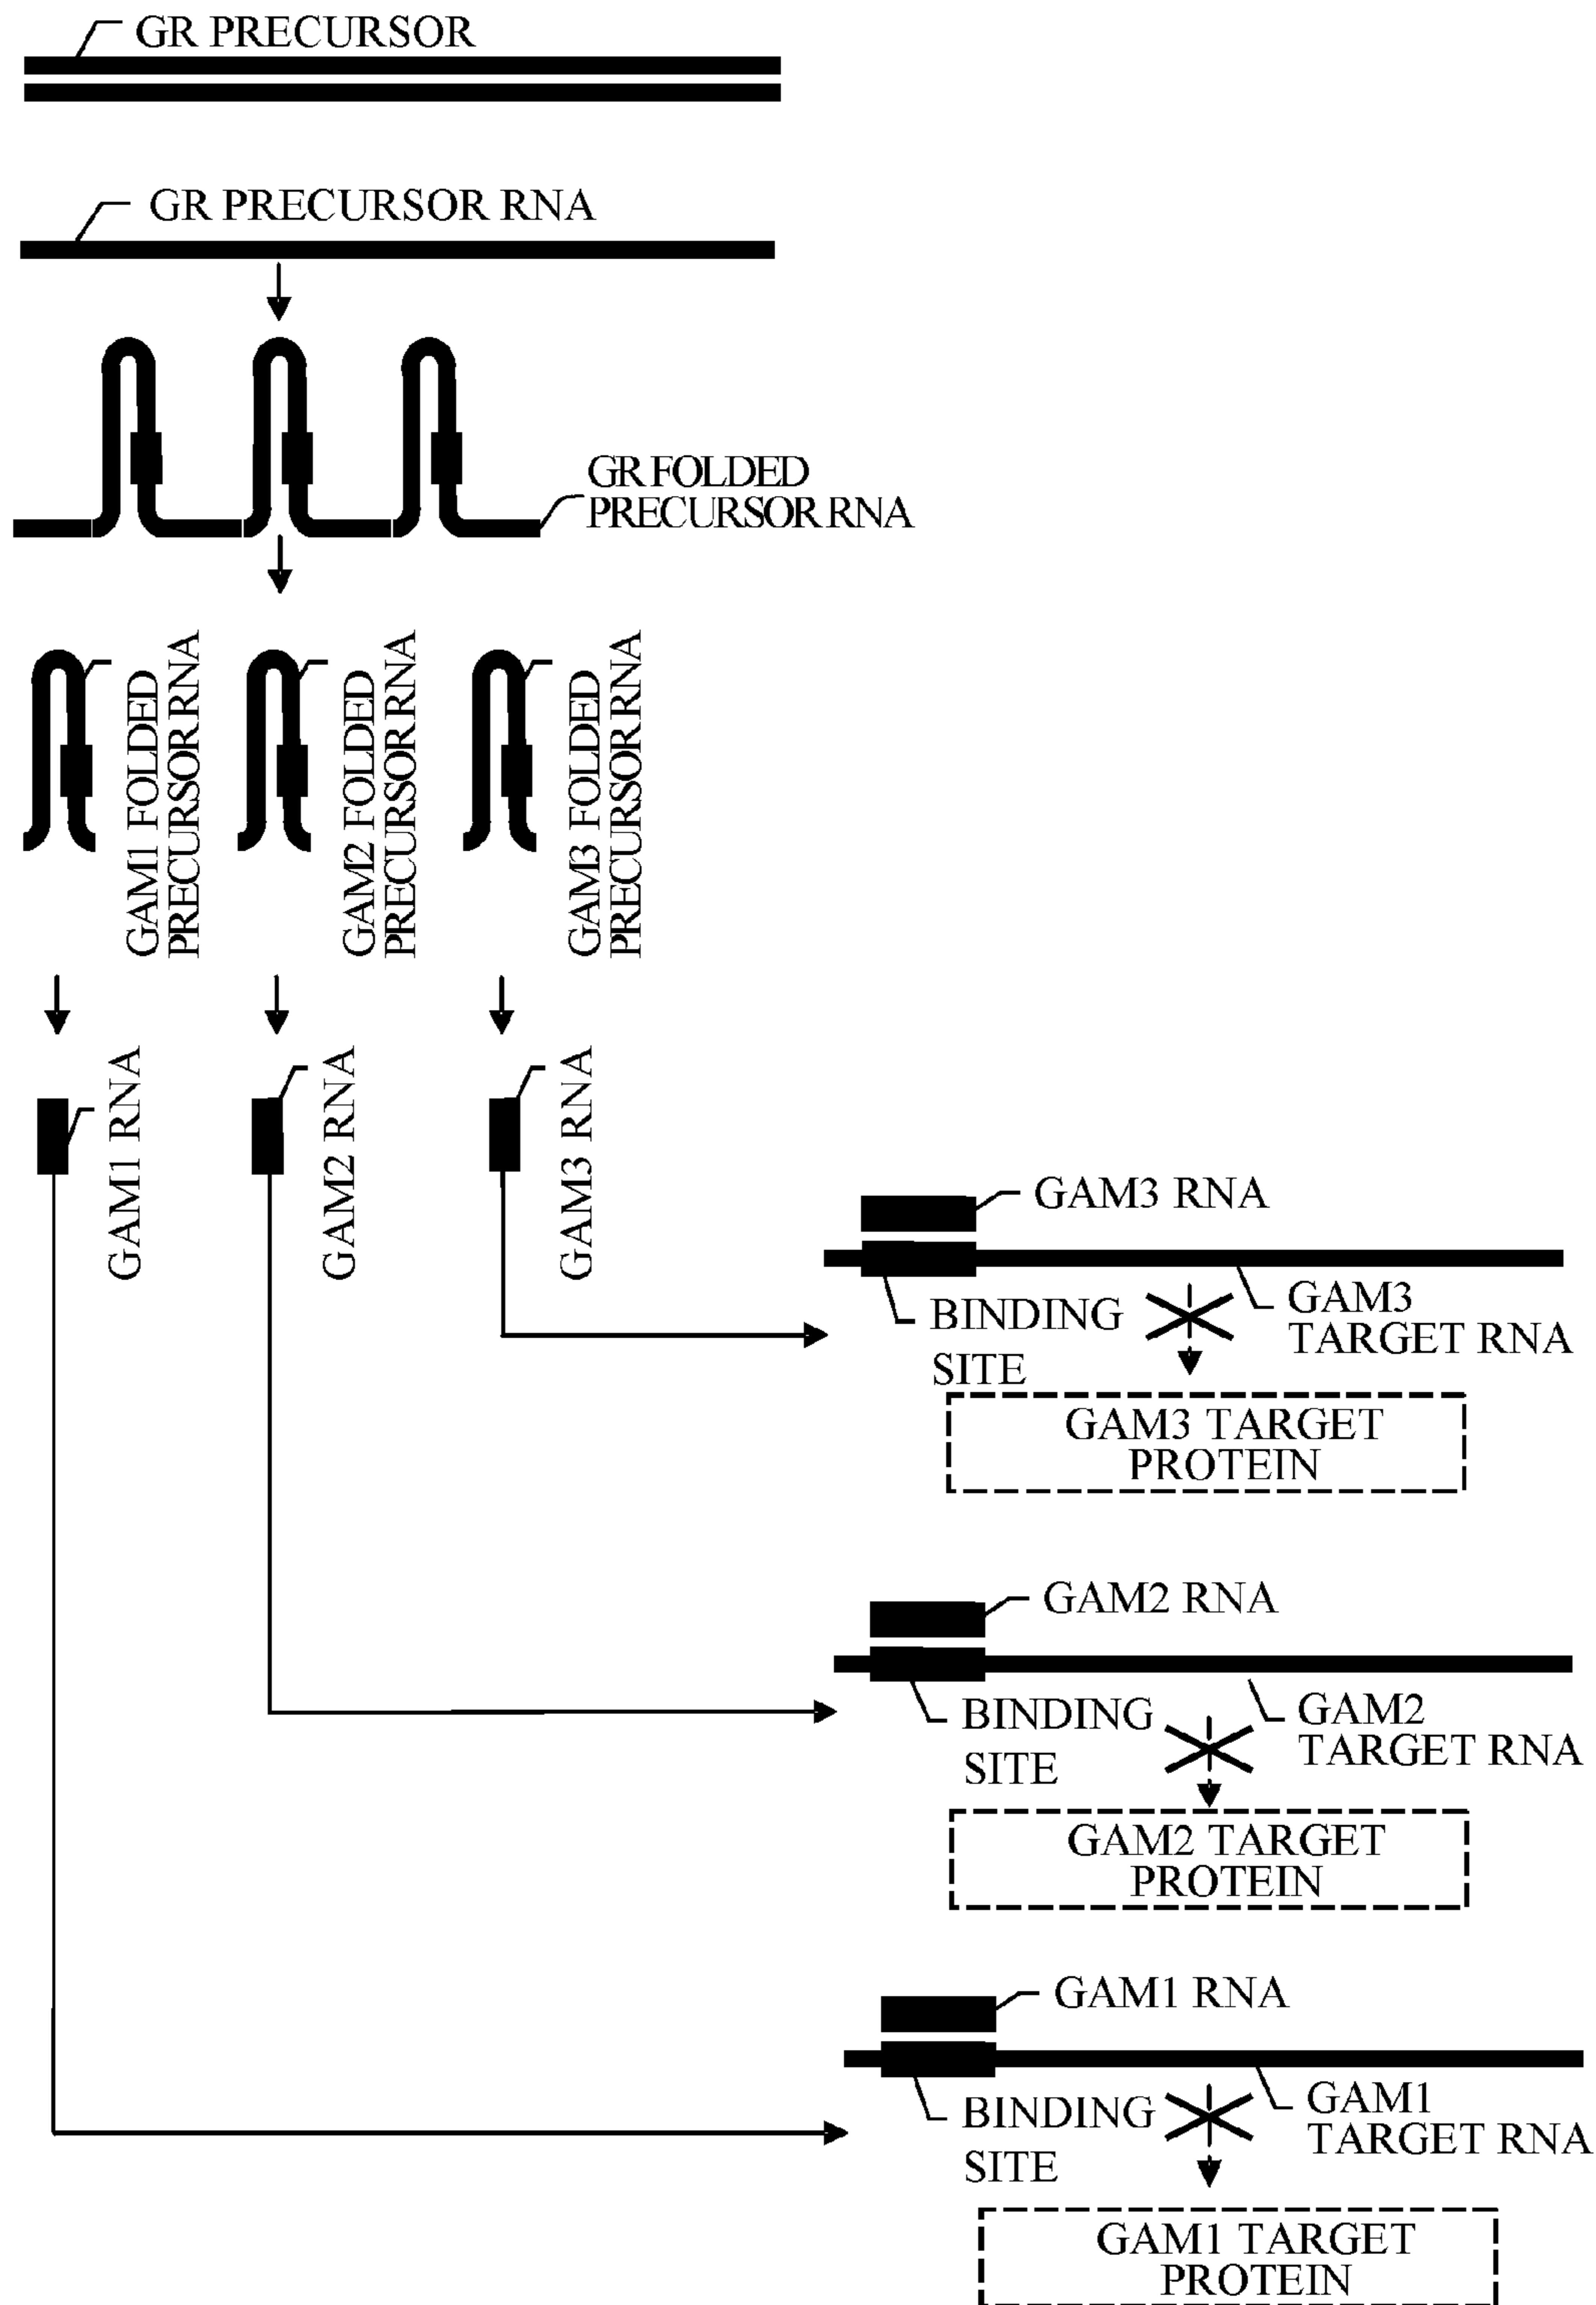 GR PRECURSOR
GR PRECURSOR RNA
GR FOLDED
PRECURSOR RNA
GAM1 FOLDED
PRECURSOR RNA
GAM2 FOLDED
PRECURSOR RNA
GAM3 FOLDED
PRECURSOR RNA
GAM1 RNA
GAM2 RNA
GAM3 RNA
GAM3 RNA
BINDING
SITE
GAM3
TARGET RNA
GAM3 TARGET
PROTEIN
GAM2 RNA
BINDING
SITE
GAM2
TARGET RNA
GAM2 TARGET
PROTEIN
GAM1 RNA
BINDING
SITE
GAM1
TARGET RNA
GAM1 TARGET
PROTEIN